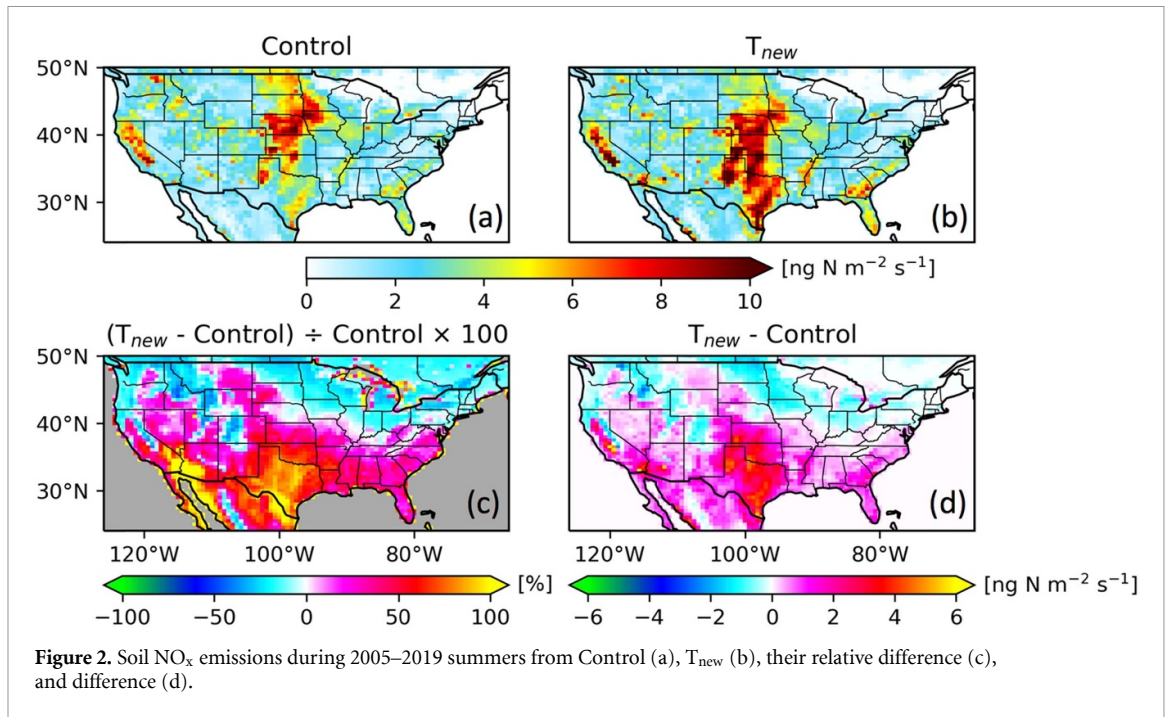 Control
T_new
50°N
40°N
30°N
(a)
(b)
0 2 4 6 8 10
[ng N m⁻² s⁻¹]
(T_new - Control) ÷ Control × 100
T_new - Control
50°N
40°N
30°N
(c)
(d)
120°W 100°W 80°W
120°W 100°W 80°W
−100 −50 0 50 100
[%]
−6 −4 −2 0 2 4 6
[ng N m⁻² s⁻¹]
Figure 2. Soil NOₓ emissions during 2005–2019 summers from Control (a), T_new (b), their relative difference (c),
and difference (d).